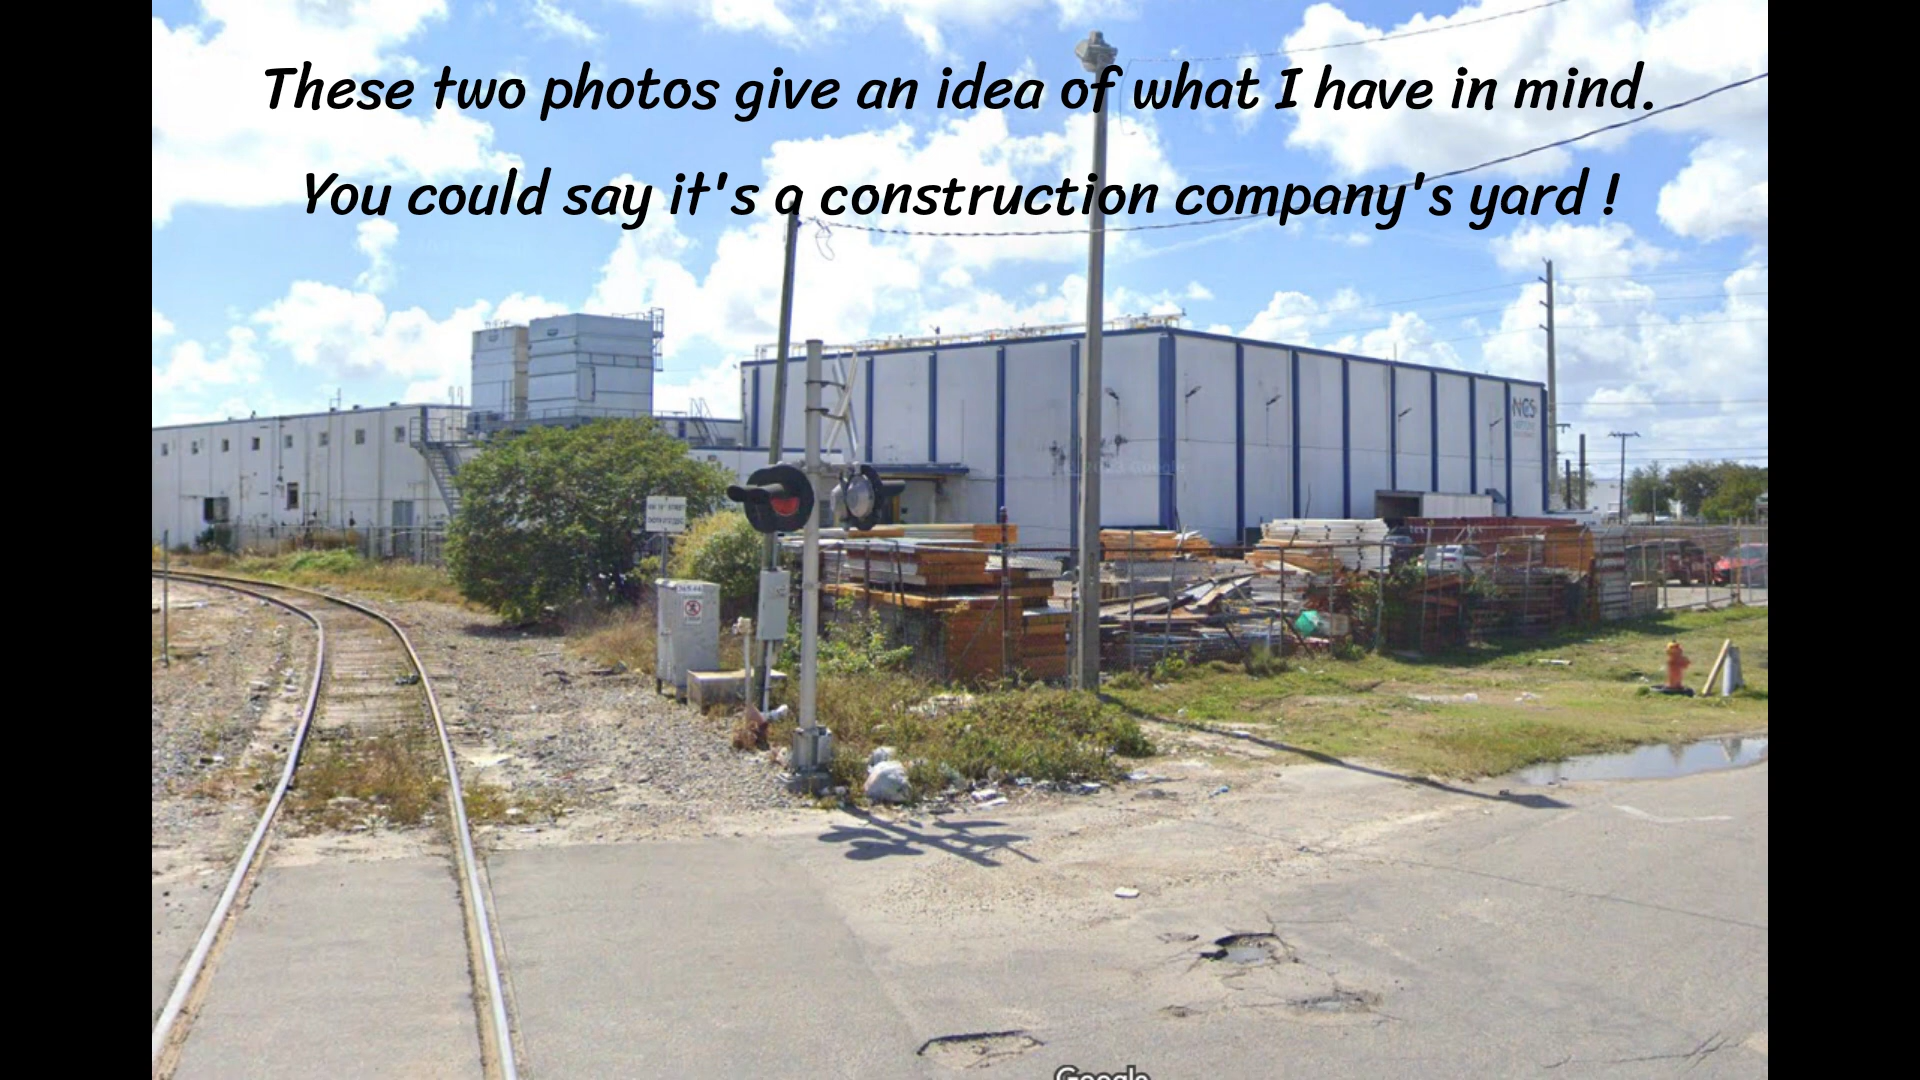 These two photos give an idea of what I have in mind.
You could say it's a construction company's yard !
NCS
Google